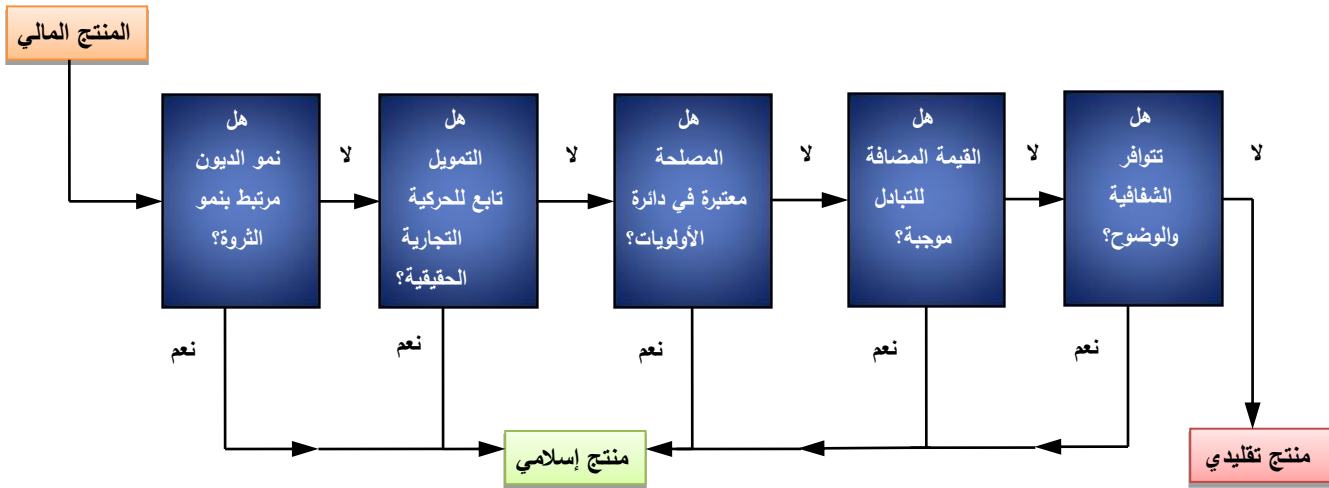 المنتج المالي
هل
نمو الديون
مرتبط بنمو
الثروة؟
لا
نعم
هل
التمويل
تابع للحركية
التجارية
الحقيقية؟
لا
نعم
هل
المصلحة
معتبرة في دائرة
الأولويات؟
لا
نعم
هل
القيمة المضافة
للتبادل
موجبة؟
لا
نعم
هل
تتوافر
الشفافية
والوضوح؟
لا
نعم
منتج إسلامي
منتج تقليدي